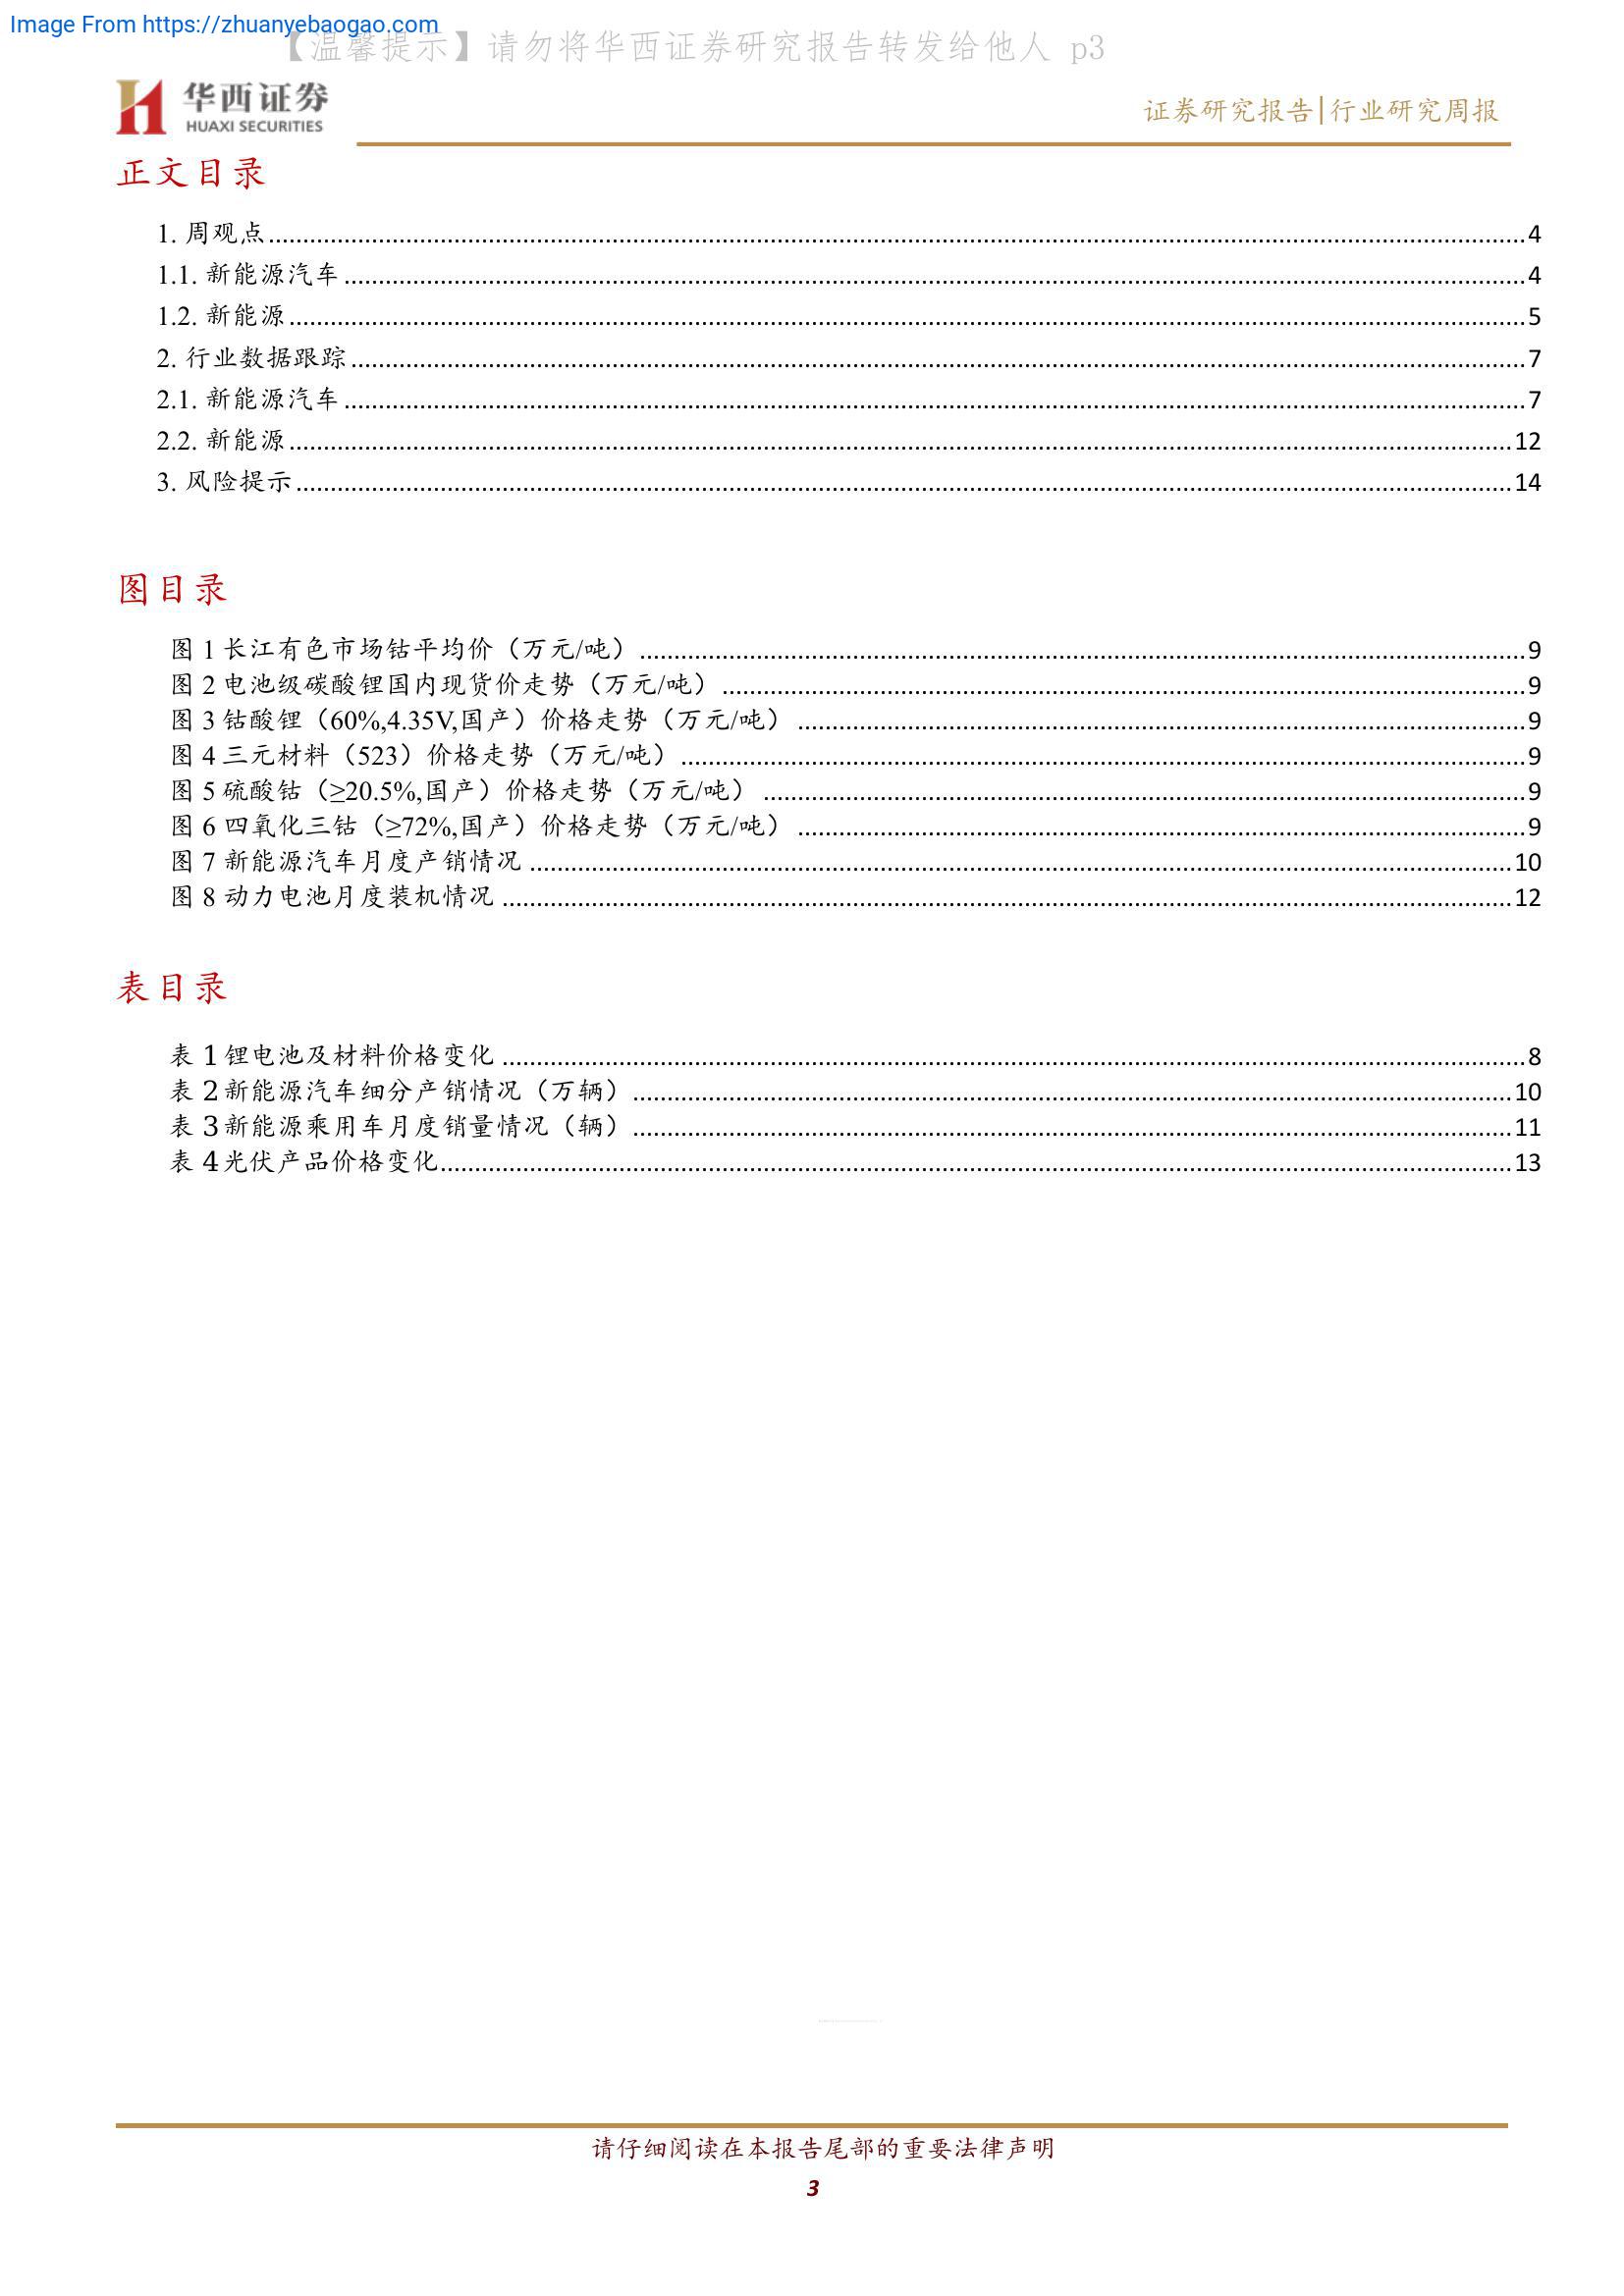 Image From https://zhuanyebaogao.com
【温馨提示】请勿将华西证券研究报告转发给他人 p3
华西证券
HUAXI SECURITIES
证券研究报告|行业研究周报
正文目录
1. 周观点 4
1.1. 新能源汽车 4
1.2. 新能源 5
2. 行业数据跟踪 7
2.1. 新能源汽车 7
2.2. 新能源 12
3. 风险提示 14
图目录
图 1 长江有色市场钴平均价（万元/吨） 9
图 2 电池级碳酸锂国内现货价走势（万元/吨） 9
图 3 钴酸锂（60%,4.35V,国产）价格走势（万元/吨） 9
图 4 三元材料（523）价格走势（万元/吨） 9
图 5 硫酸钴（≥20.5%,国产）价格走势（万元/吨） 9
图 6 四氧化三钴（≥72%,国产）价格走势（万元/吨） 9
图 7 新能源汽车月度产销情况 10
图 8 动力电池月度装机情况 12
表目录
表 1 锂电池及材料价格变化 8
表 2 新能源汽车细分产销情况（万辆） 10
表 3 新能源乘用车月度销量情况（辆） 11
表 4 光伏产品价格变化 13
请仔细阅读在本报告尾部的重要法律声明
3